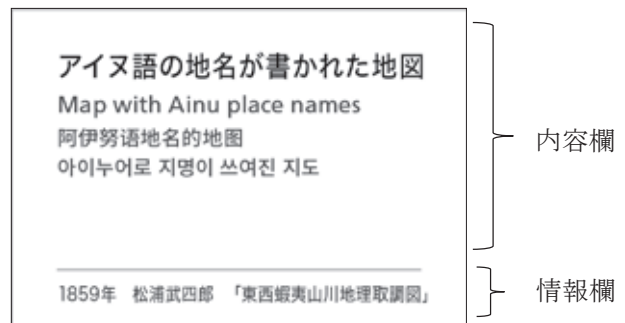 アイヌ語の地名が書かれた地図
Map with Ainu place names
阿伊努语地名的地图
아이누어로 지명이 쓰여진 지도
内容欄
1859年 松浦武四郎 「東西蝦夷山川地理取調図」
情報欄